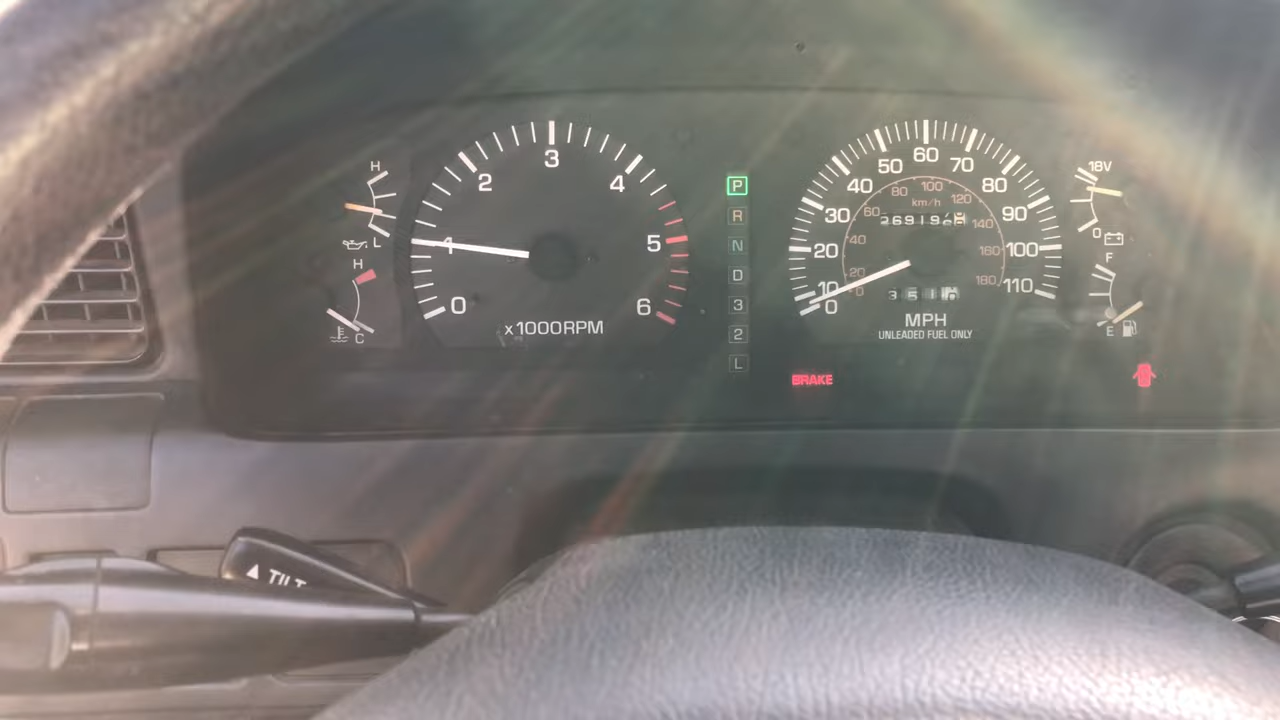 H
L
H
C
0
1
2
3
4
5
6
x1000RPM
P
R
N
D
3
2
L
0
10
20
30
40
50
60
70
80
90
100
110
0
20
40
60
80
100
120
140
160
180
km/h
MPH
UNLEADED FUEL ONLY
BRAKE
18V
0
F
E
▲ TILT